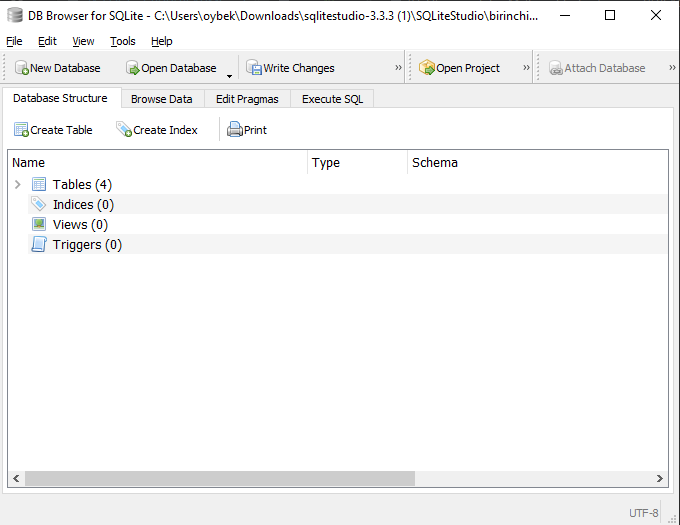 DB Browser for SQLite - C:\Users\oybek\Downloads\sqlitestudio-3.3.3 (1)\SQLiteStudio\birinchi...
File Edit View Tools Help
New Database Open Database Write Changes » Open Project » Attach Database »
Database Structure Browse Data Edit Pragmas Execute SQL
Create Table Create Index Print
Name Type Schema
Tables (4)
Indices (0)
Views (0)
Triggers (0)
UTF-8